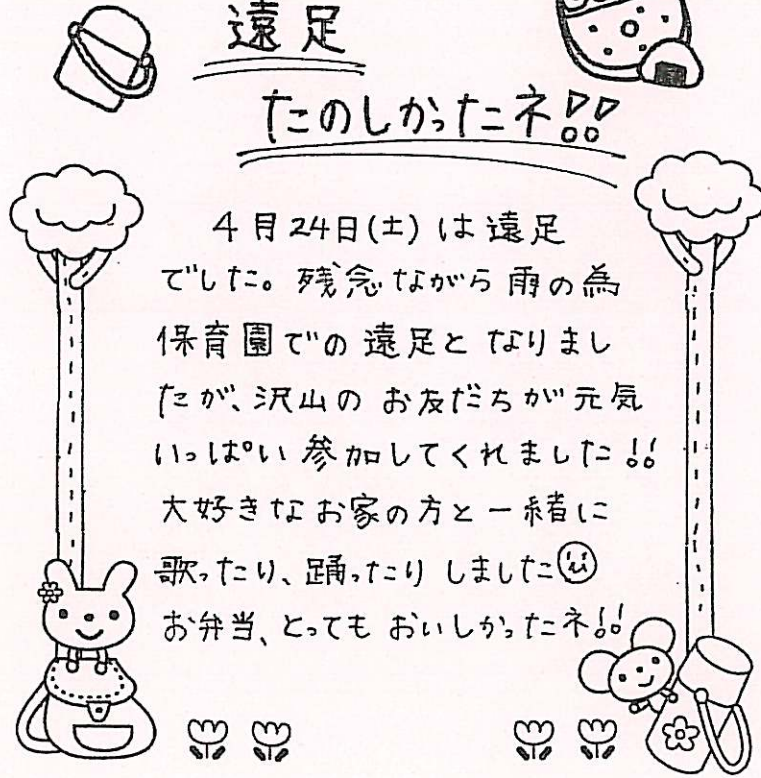 遠足
たのしかったネ!!
4月24日(土)は遠足
でした。残念ながら雨の為
保育園での遠足となりまし
たが、沢山のお友だちが元気
いっぱい参加してくれました!!
大好きなお家の方と一緒に
歌ったり、踊ったりしました
お弁当、とってもおいしかったネ!!